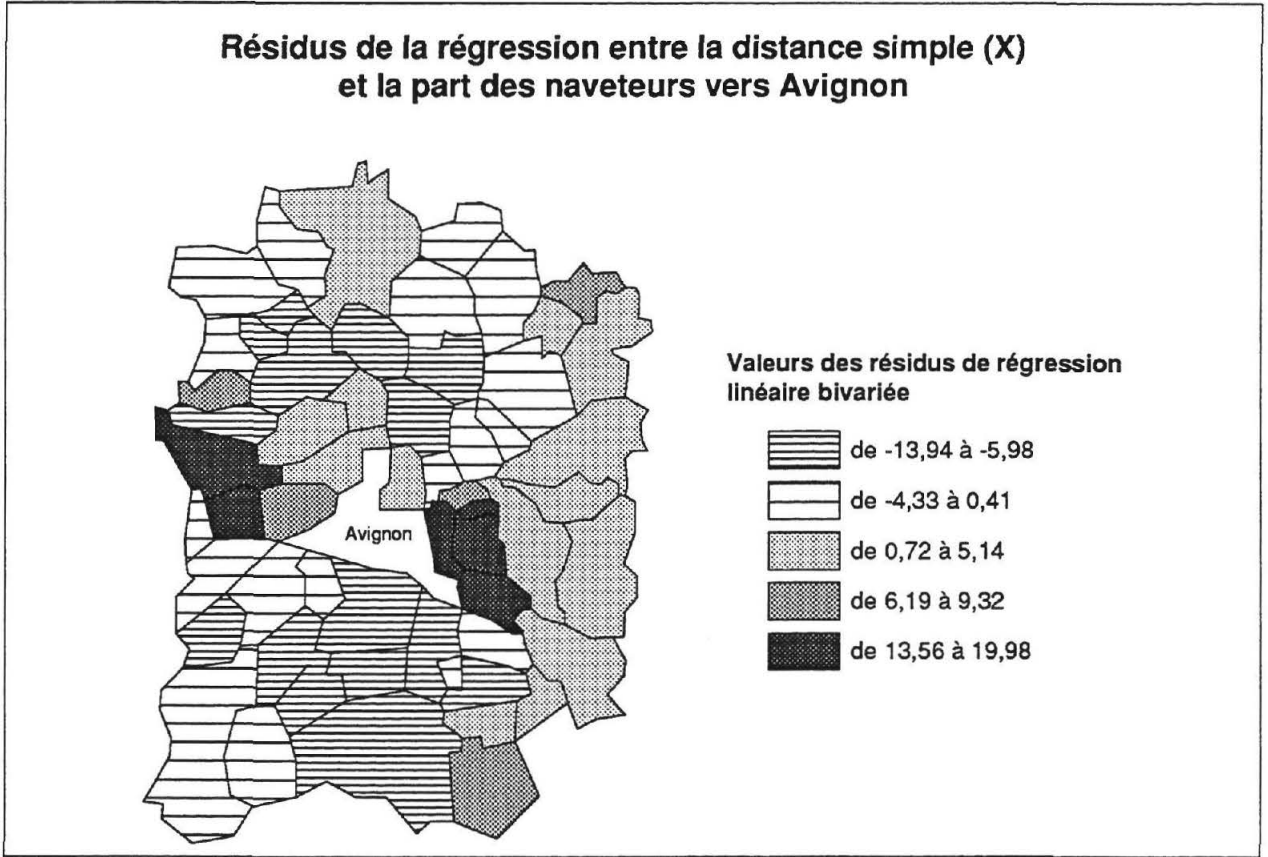 Résidus de la régression entre la distance simple (X)
et la part des naveteurs vers Avignon
Avignon
Valeurs des résidus de régression
linéaire bivariée
de -13,94 à -5,98
de -4,33 à 0,41
de 0,72 à 5,14
de 6,19 à 9,32
de 13,56 à 19,98